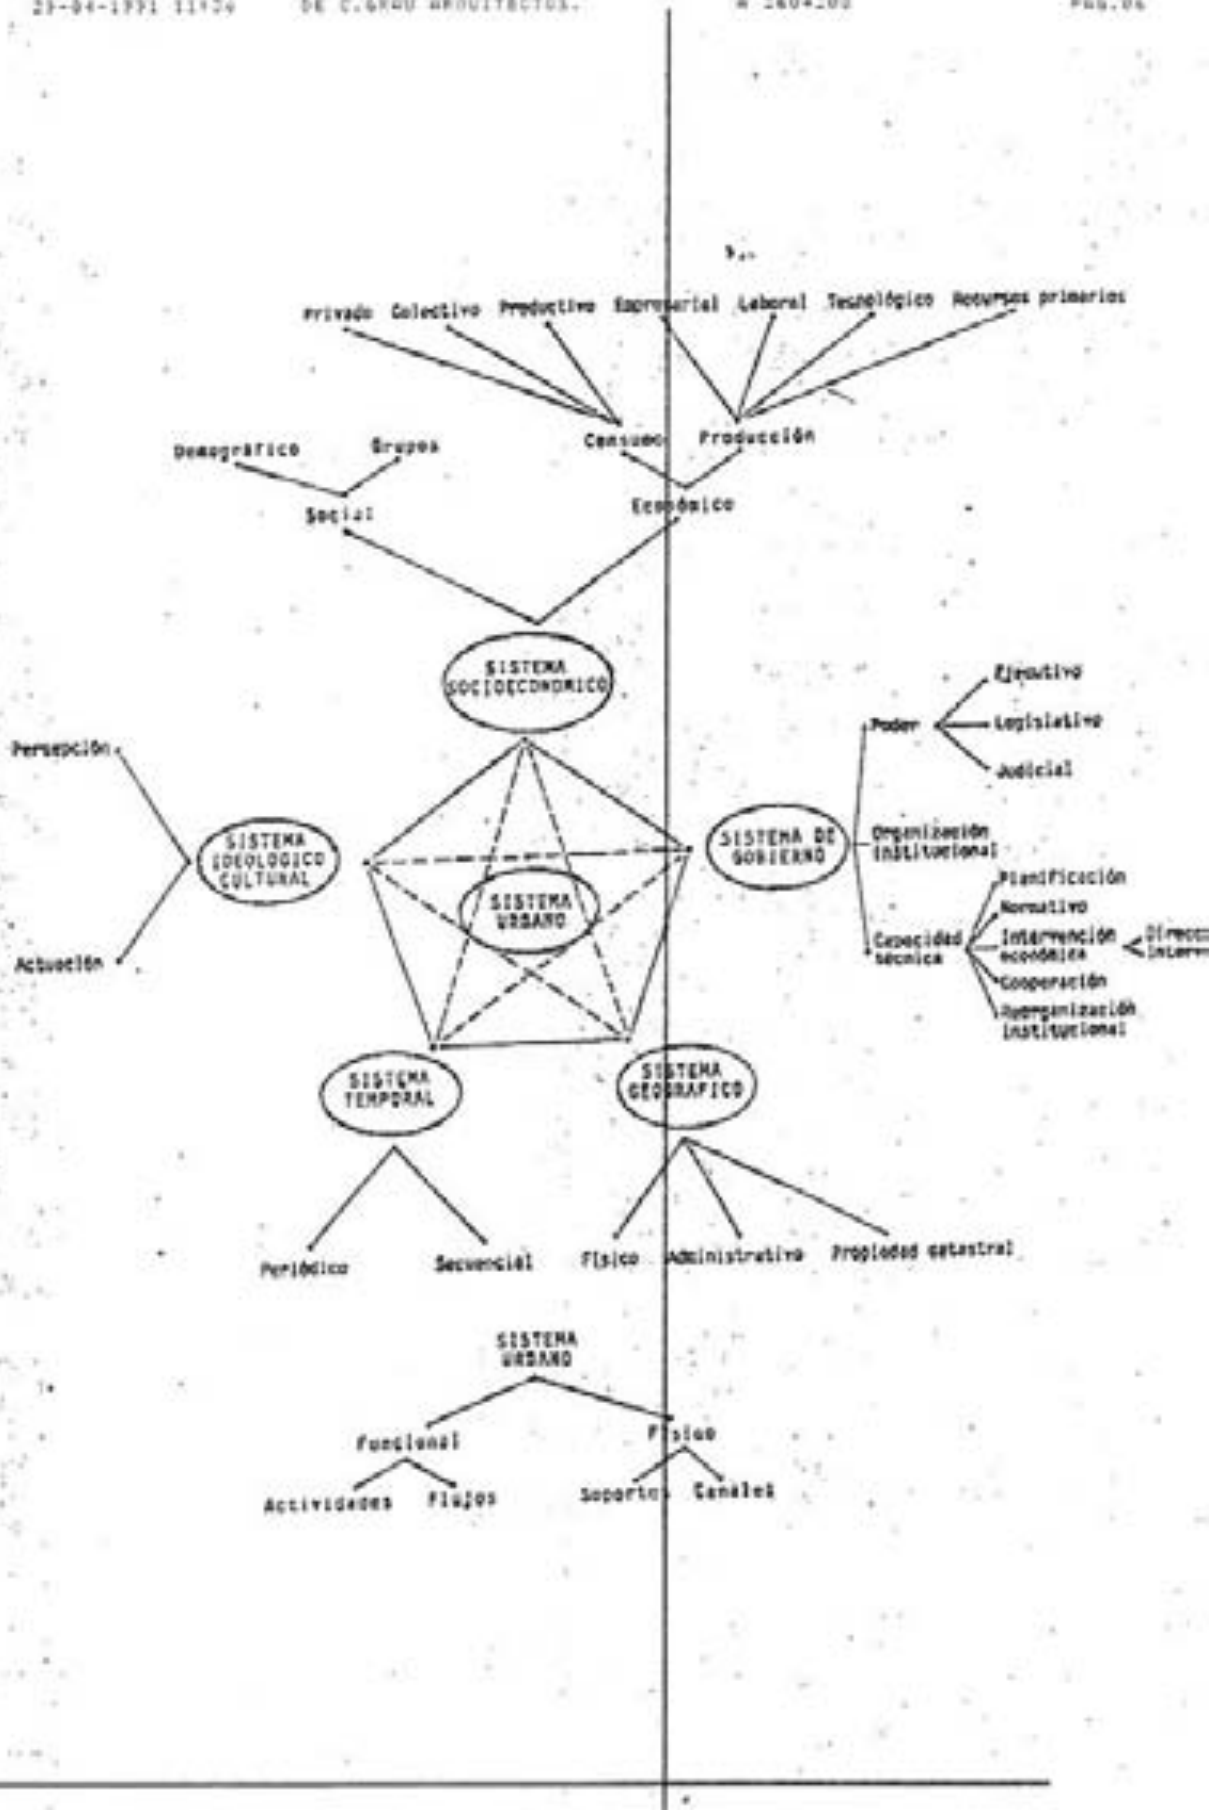 DE C.GRAU ARQUITECTOS.
PAG.06
Privado Colectivo Productivo Empresarial Laboral Tecnológico Recursos primarios
Demográfico Grupos Consumo Producción
Social Económico
SISTEMA
SOCIOECONOMICO
Ejecutivo
Poder Legislativo
Judicial
Persepción
SISTEMA
IDEOLOGICO
CULTURAL
SISTEMA DE
GOBIERNO
Organización
institucional
SISTEMA
URBANO
Planificación
Normativo
Capacidad
técnica
Intervención
económica
Cooperación
Reorganización
institucional
Actuación
SISTEMA
TEMPORAL
SISTEMA
GEOGRAFICO
Periódico Secuencial Físico Administrativo Propiedad catastral
SISTEMA
URBANO
Funcional Físico
Actividades Flujos Soportes Canales